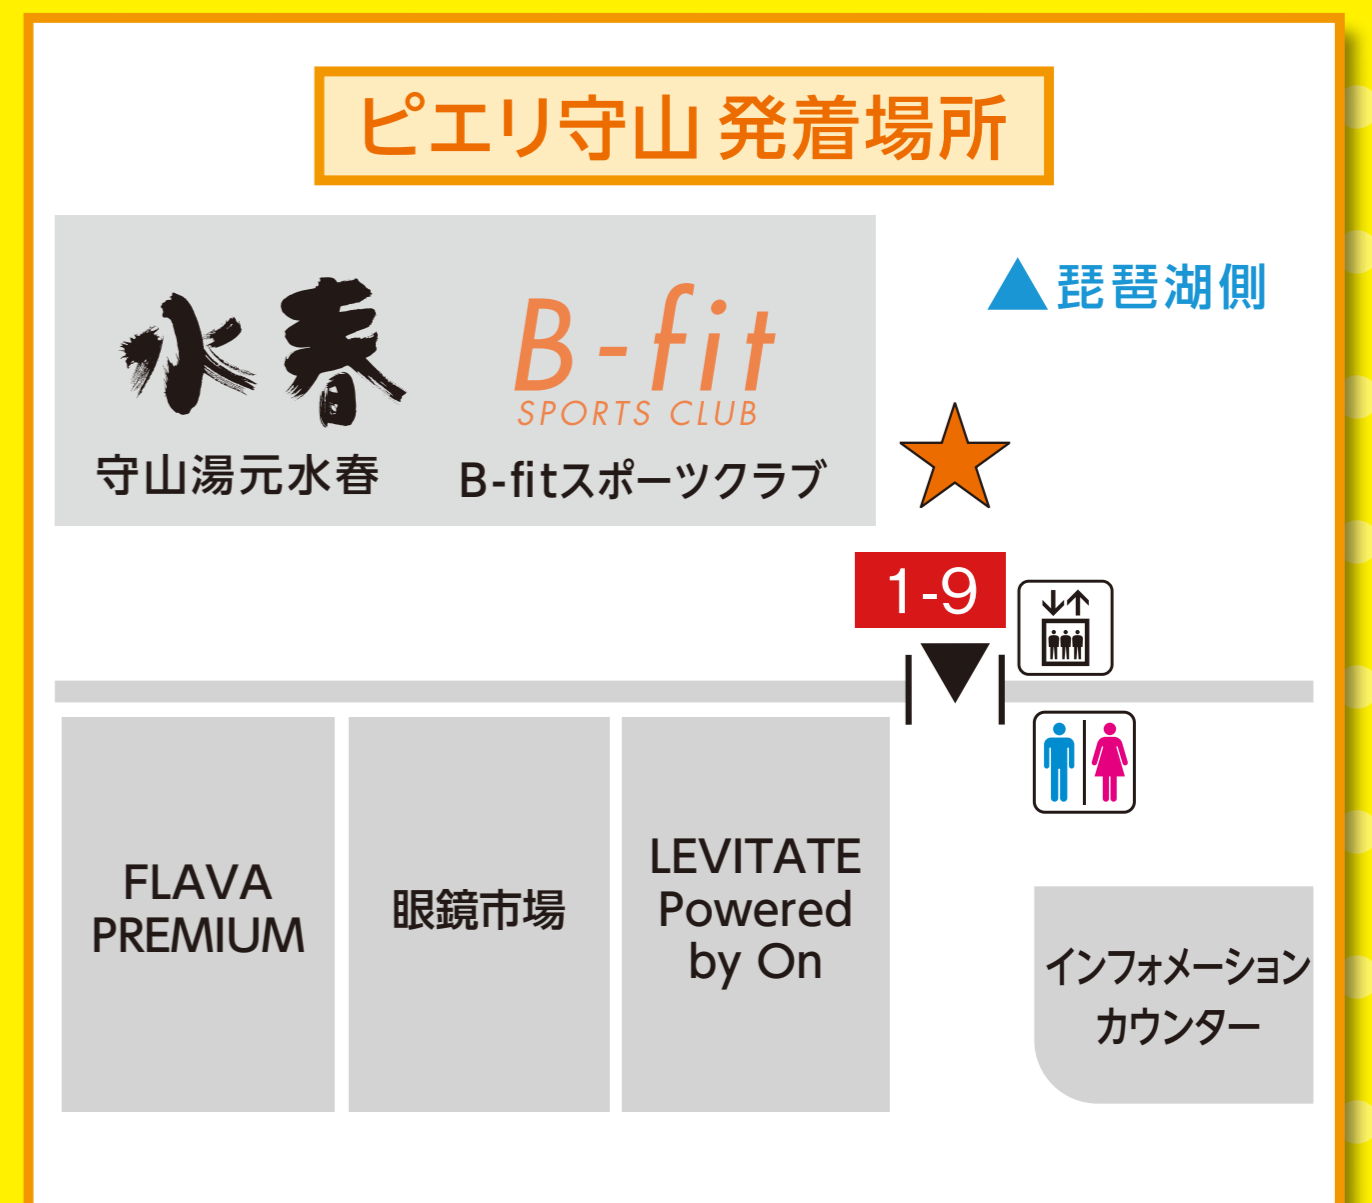 ピエリ守山 発着場所
▲琵琶湖側
水春
B-fit
SPORTS CLUB
守山湯元水春
B-fitスポーツクラブ
1-9
FLAVA
PREMIUM
眼鏡市場
LEVITATE
Powered
by On
インフォメーション
カウンター